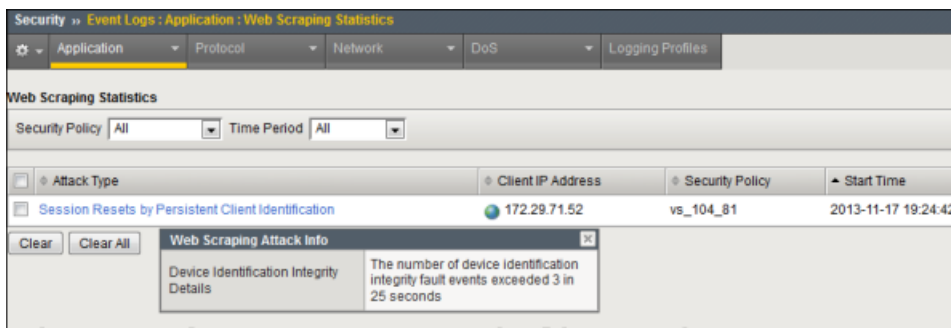 Security » Event Logs : Application : Web Scraping Statistics
Application Protocol Network DoS Logging Profiles
Web Scraping Statistics
Security Policy All Time Period All
Attack Type Client IP Address Security Policy Start Time
Session Resets by Persistent Client Identification 172.29.71.52 vs_104_81 2013-11-17 19:24:42
Clear Clear All
Web Scraping Attack Info
Device Identification Integrity
Details
The number of device identification
integrity fault events exceeded 3 in
25 seconds